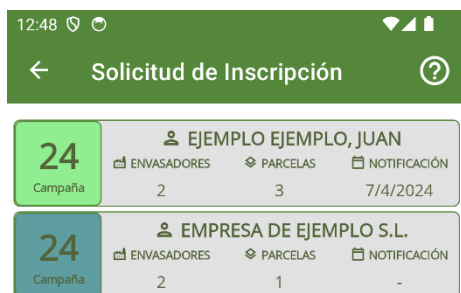 12:48
Solicitud de Inscripción
24
Campaña
EJEMPLO EJEMPLO, JUAN
ENVASADORES PARCELAS NOTIFICACIÓN
2 3 7/4/2024
24
Campaña
EMPRESA DE EJEMPLO S.L.
ENVASADORES PARCELAS NOTIFICACIÓN
2 1 -